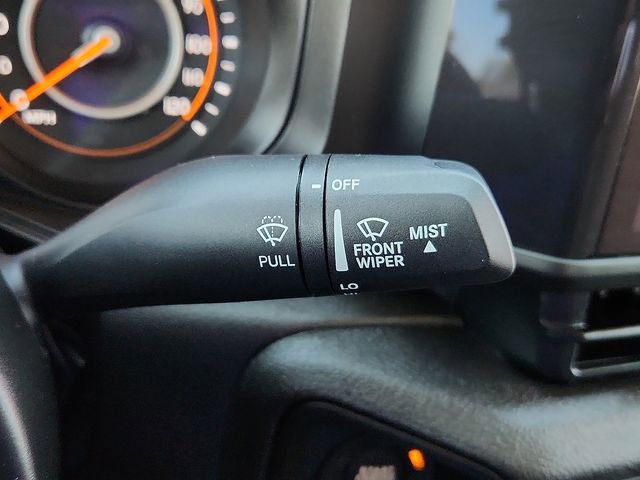 100
110
120
MPH
OFF
PULL
FRONT
WIPER
MIST
LO